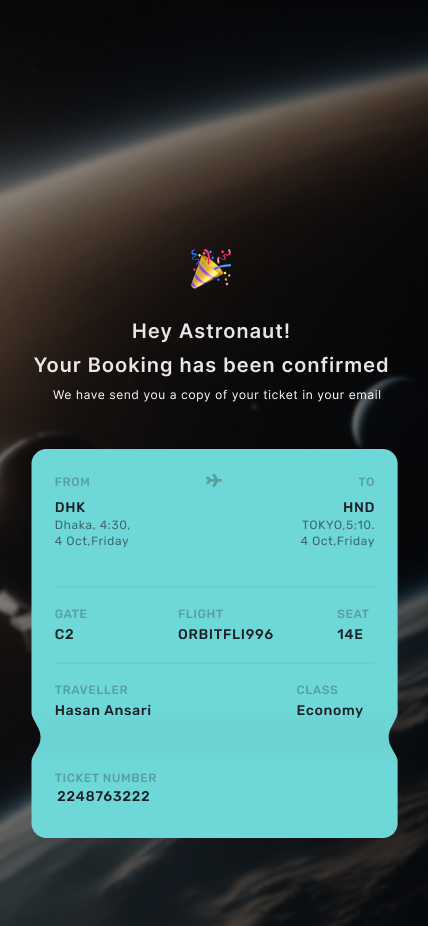 Hey Astronaut!
Your Booking has been confirmed
We have send you a copy of your ticket in your email
FROM TO
DHK HND
Dhaka, 4:30, TOKYO,5;10.
4 Oct,Friday 4 Oct,Friday
GATE FLIGHT SEAT
C2 ORBITFLI996 14E
TRAVELLER CLASS
Hasan Ansari Economy
TICKET NUMBER
2248763222